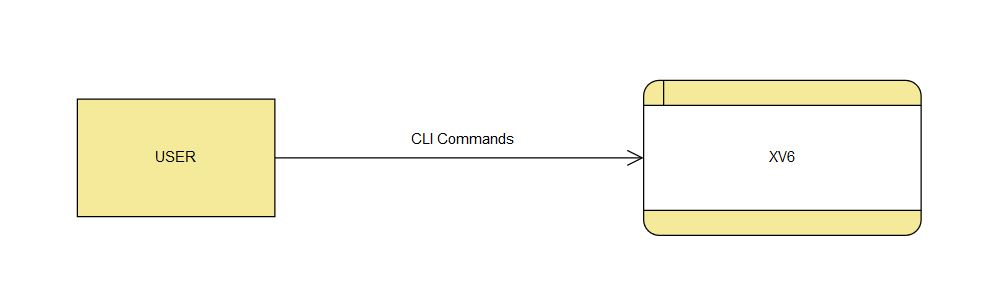 CLI Commands
USER
XV6